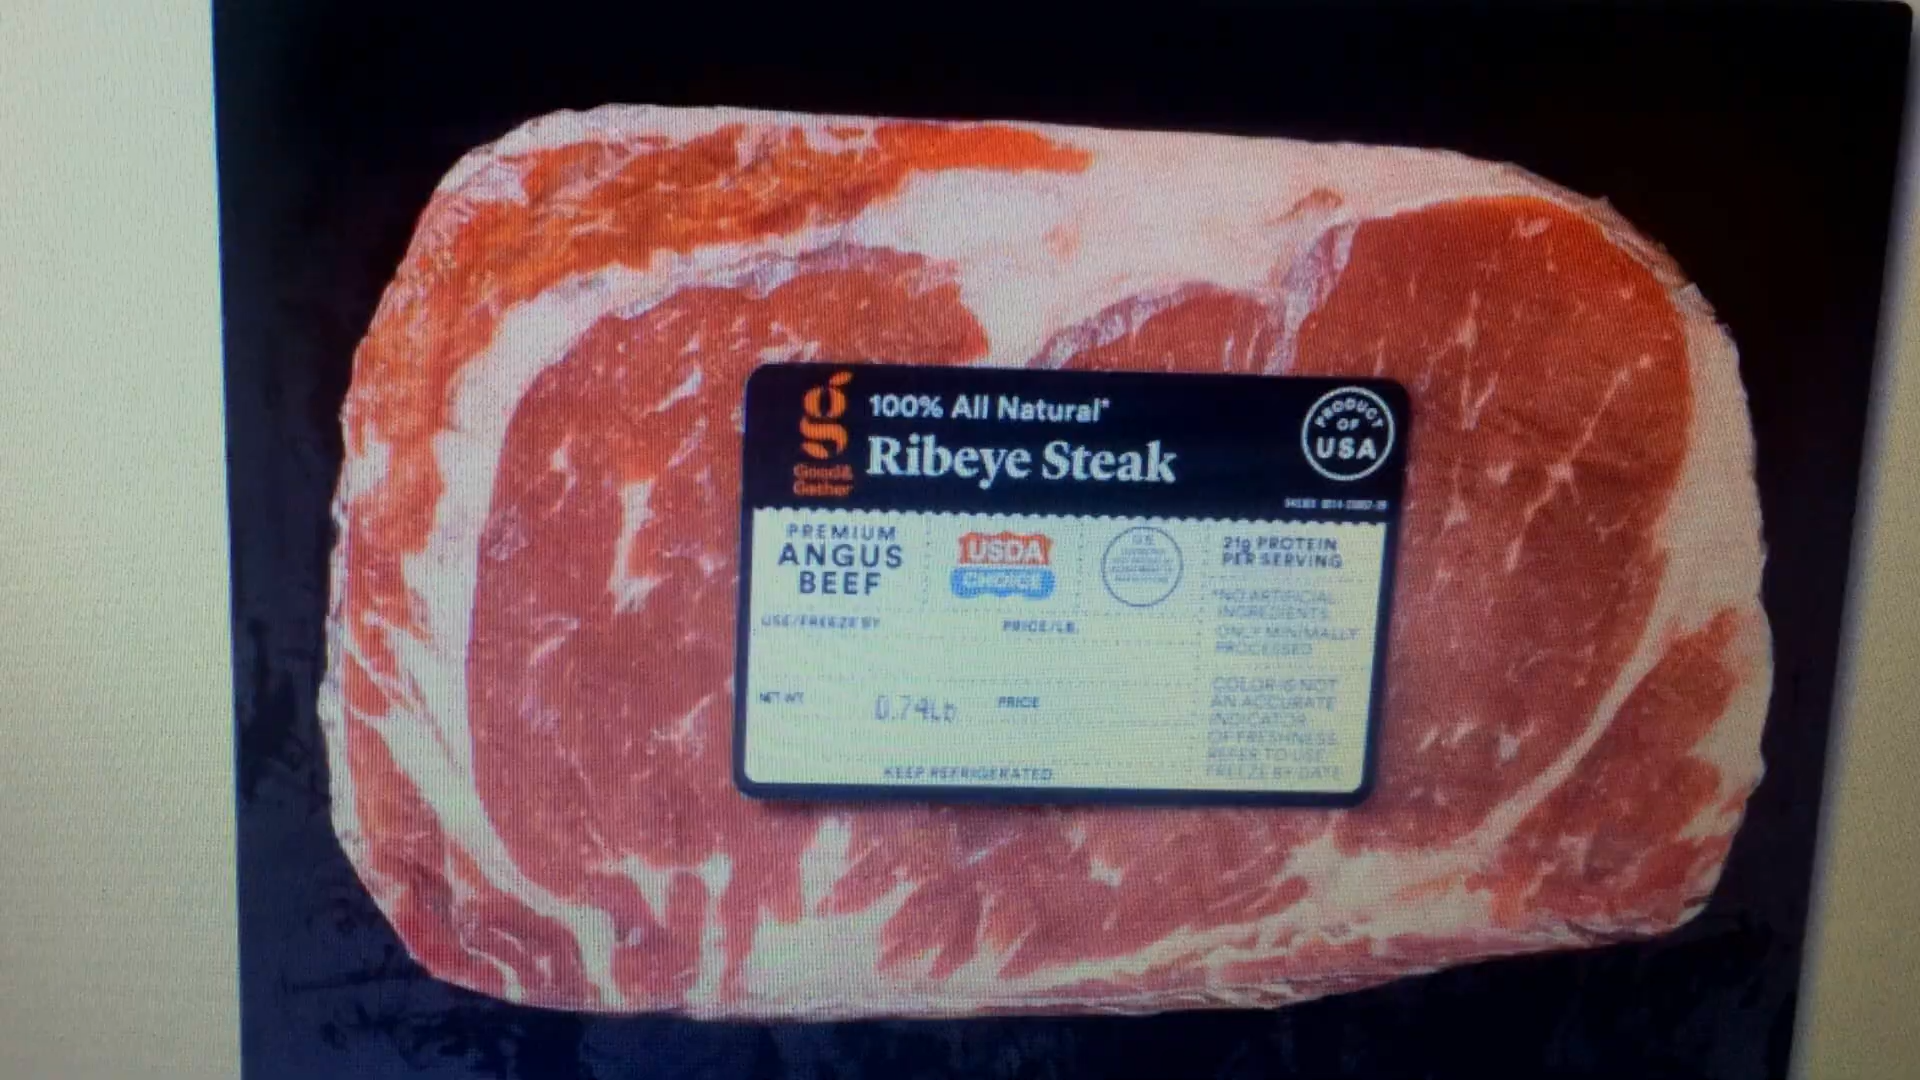 Good&
Gather
100% All Natural*
Ribeye Steak
PRODUCT
OF
USA
PREMIUM
ANGUS
BEEF
USDA
CHOICE
21g PROTEIN
PER SERVING
*NO ARTIFICIAL
INGREDIENTS
ONLY MINIMALLY
PROCESSED
USE/FREEZE BY
PRICE/LB.
NET WT.
0.74Lb
PRICE
COLOR IS NOT
AN ACCURATE
INDICATOR
OF FRESHNESS.
REFER TO USE/
FREEZE BY DATE
KEEP REFRIGERATED